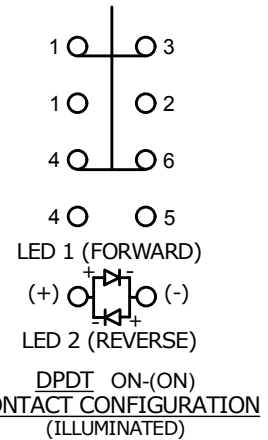 1 3
1 2
4 6
4 5
LED 1 (FORWARD)
+ -
(+) (-)
- +
LED 2 (REVERSE)
DPDT ON-(ON)
ONTACT CONFIGURATION
(ILLUMINATED)